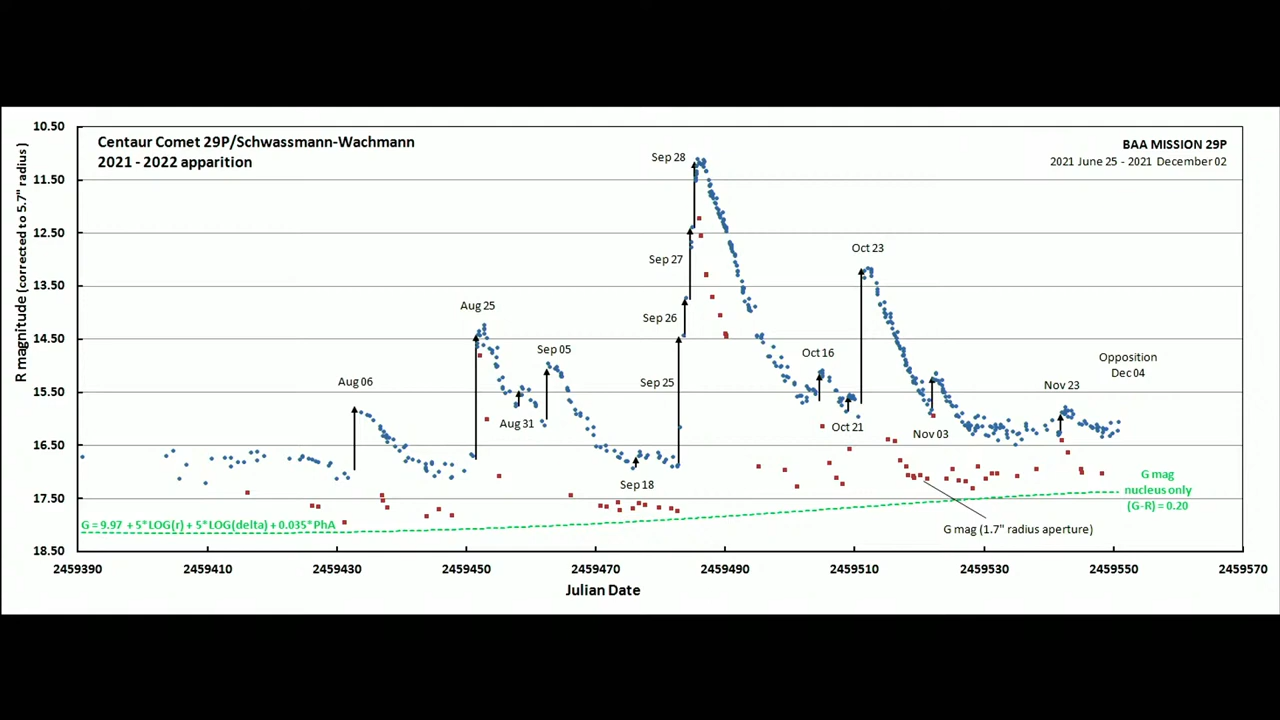 Centaur Comet 29P/Schwassmann-Wachmann
2021 - 2022 apparition
BAA MISSION 29P
2021 June 25 - 2021 December 02
R magnitude (corrected to 5.7" radius)
10.50
11.50
12.50
13.50
14.50
15.50
16.50
17.50
18.50
Aug 06
Aug 25
Aug 31
Sep 05
Sep 18
Sep 25
Sep 26
Sep 27
Sep 28
Oct 16
Oct 21
Oct 23
Nov 03
Nov 23
Opposition
Dec 04
G mag
nucleus only
(G-R) = 0.20
G = 9.97 + 5*LOG(r) + 5*LOG(delta) + 0.035*PhA
G mag (1.7" radius aperture)
2459390
2459410
2459430
2459450
2459470
2459490
2459510
2459530
2459550
2459570
Julian Date